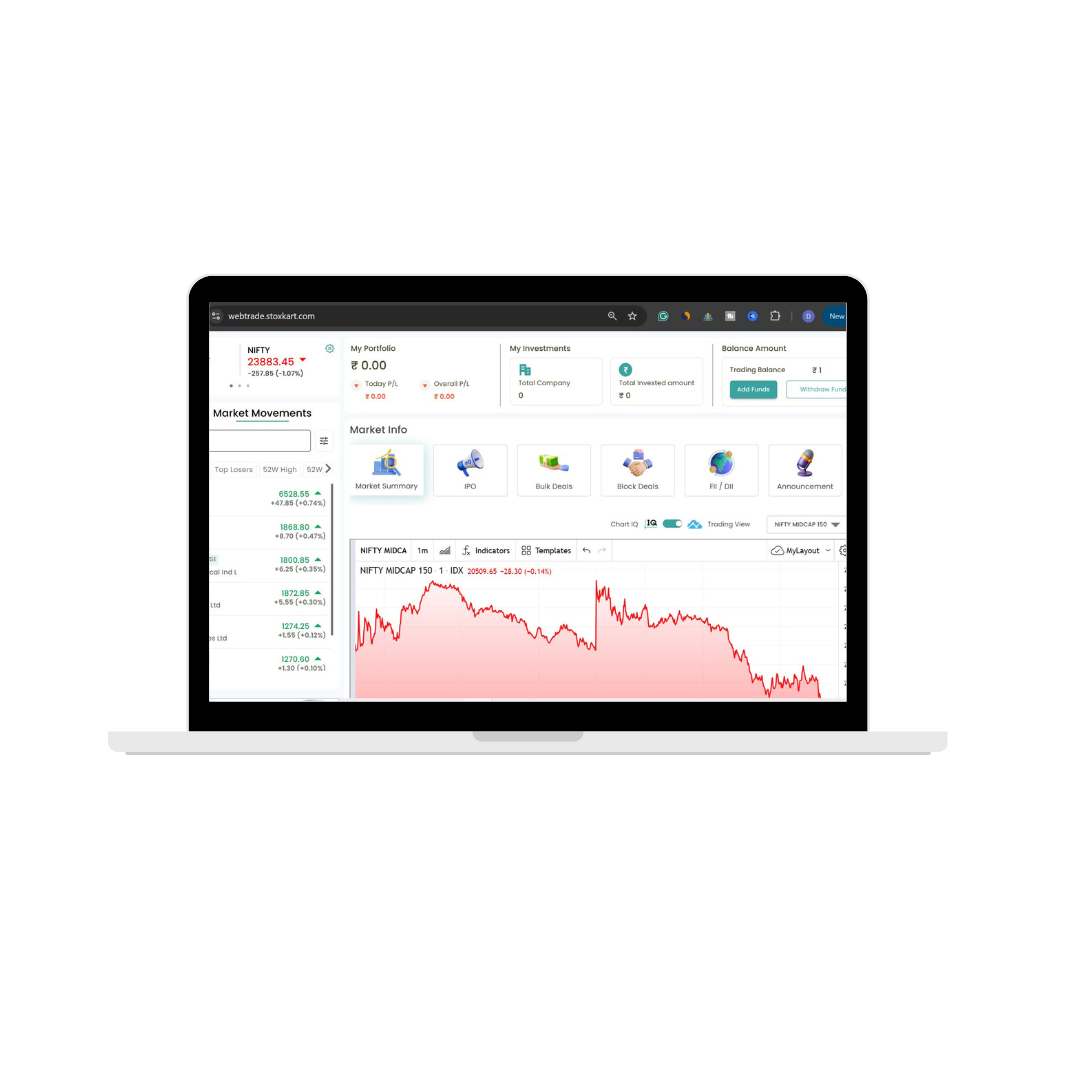 webtrade.stoxkart.com
D
New
NIFTY
23883.45
-257.85 (-1.07%)
Market Movements
Top Losers
52W High
52W
6528.55
+47.85 (+0.74%)
1868.80
+8.70 (+0.47%)
SE
cal Ind L
1800.85
+6.25 (+0.35%)
Ltd
1872.85
+5.55 (+0.30%)
os Ltd
1274.25
+1.55 (+0.12%)
1270.60
+1.30 (+0.10%)
My Portfolio
₹ 0.00
Today P/L
₹ 0.00
Overall P/L
₹ 0.00
My Investments
Total Company
0
Total Invested amount
₹ 0
Balance Amount
Trading Balance ₹ 1
Add Funds
Withdraw Fund
Market Info
Market Summary
IPO
Bulk Deals
Block Deals
FII / DII
Announcement
Chart IQ IQ Trading View
NIFTY MIDCAP 150
NIFTY MIDCA 1m Indicators Templates MyLayout
NIFTY MIDCAP 150 · 1 · IDX 20509.65 -28.30 (-0.14%)